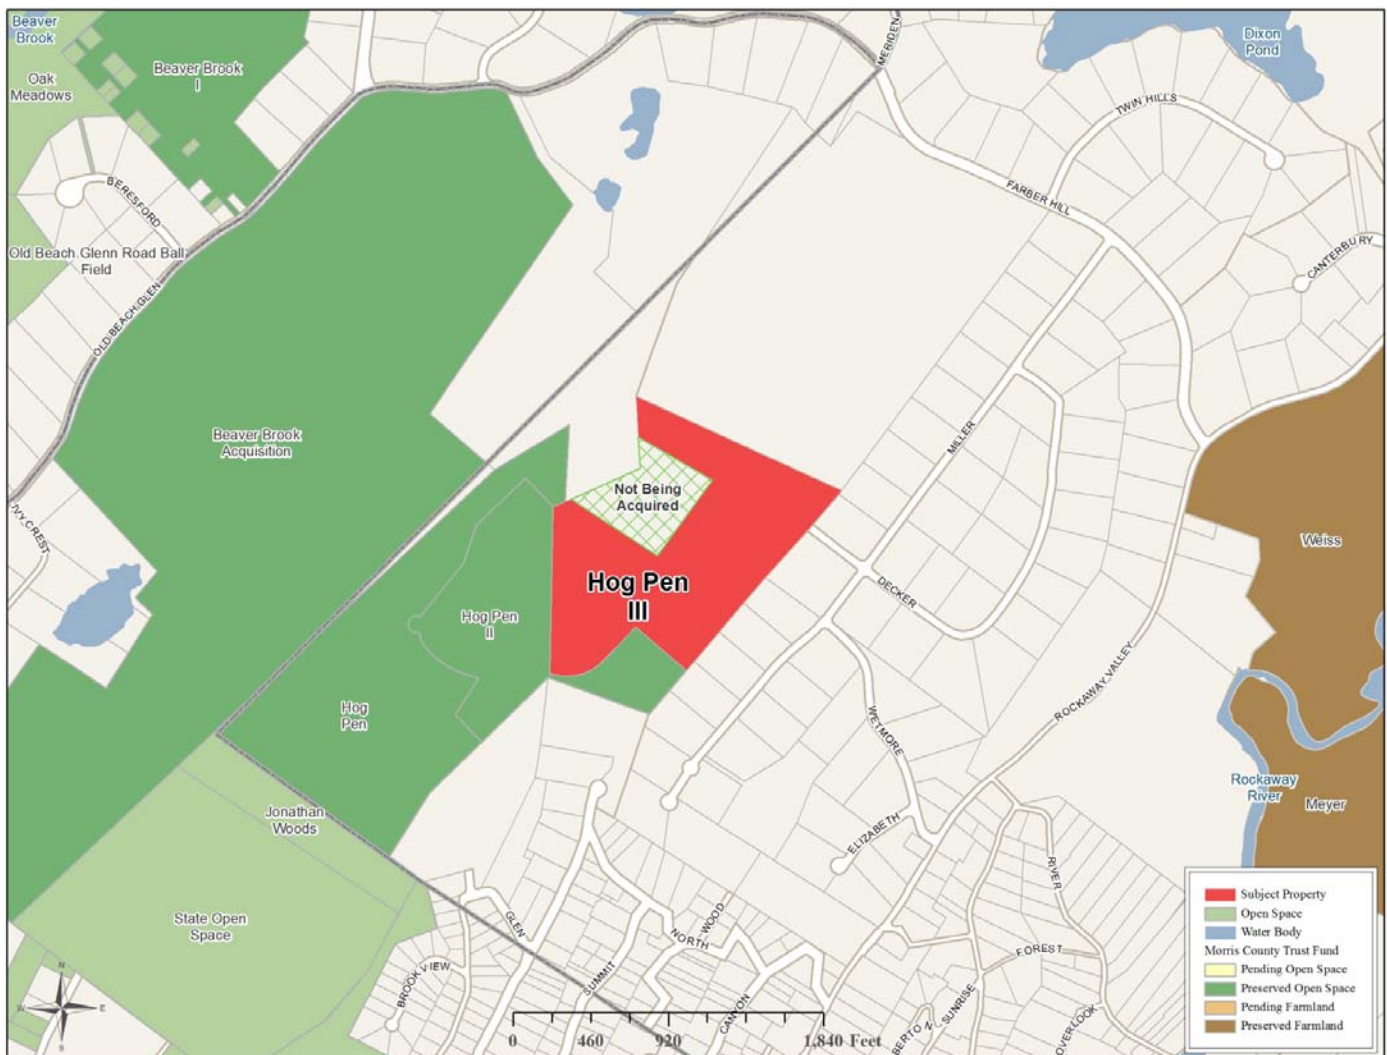 Beaver
Brook
Oak
Meadows
Beaver Brook
I
MERIDEN
Dixon
Pond
TWIN HILLS
BERESFORD
FARBER HILL
Old Beach Glenn Road Ball
Field
CANTERBURY
OLD BEACH GLEN
Beaver Brook
Acquisition
MILLER
Not Being
Acquired
IVY CREST
Weiss
Hog Pen
III
DECKER
Hog Pen
II
ROCKAWAY VALLEY
Hog
Pen
WETMORE
Rockaway
River
Meyer
Jonathan
Woods
ELIZABETH
RIVER
State Open
Space
GLEN
WOOD
NORTH
FOREST
BROOK VIEW
SUMMIT
CANYON
SUNRISE
OVERLOOK
BERTON
N
W
E
S
0 460 920 1,840 Feet
Subject Property
Open Space
Water Body
Morris County Trust Fund
Pending Open Space
Preserved Open Space
Pending Farmland
Preserved Farmland